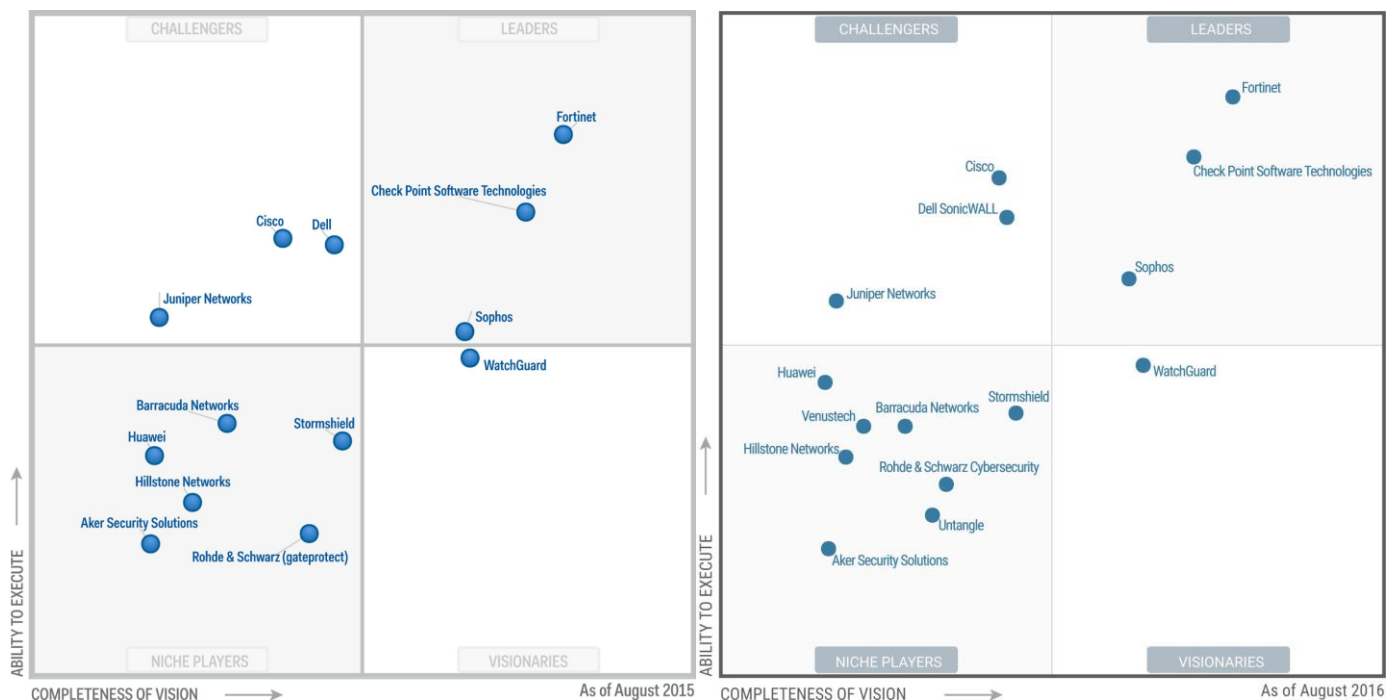 CHALLENGERS
LEADERS
Fortinet
Check Point Software Technologies
Cisco
Dell
Juniper Networks
Sophos
WatchGuard
Barracuda Networks
Stormshield
Huawei
Hillstone Networks
Aker Security Solutions
Rohde & Schwarz (gateprotect)
NICHE PLAYERS
VISIONARIES
ABILITY TO EXECUTE
COMPLETENESS OF VISION
As of August 2015
CHALLENGERS
LEADERS
Fortinet
Cisco
Check Point Software Technologies
Dell SonicWALL
Sophos
Juniper Networks
Huawei
WatchGuard
Stormshield
Venustech
Barracuda Networks
Hillstone Networks
Rohde & Schwarz Cybersecurity
Untangle
Aker Security Solutions
NICHE PLAYERS
VISIONARIES
ABILITY TO EXECUTE
COMPLETENESS OF VISION
As of August 2016